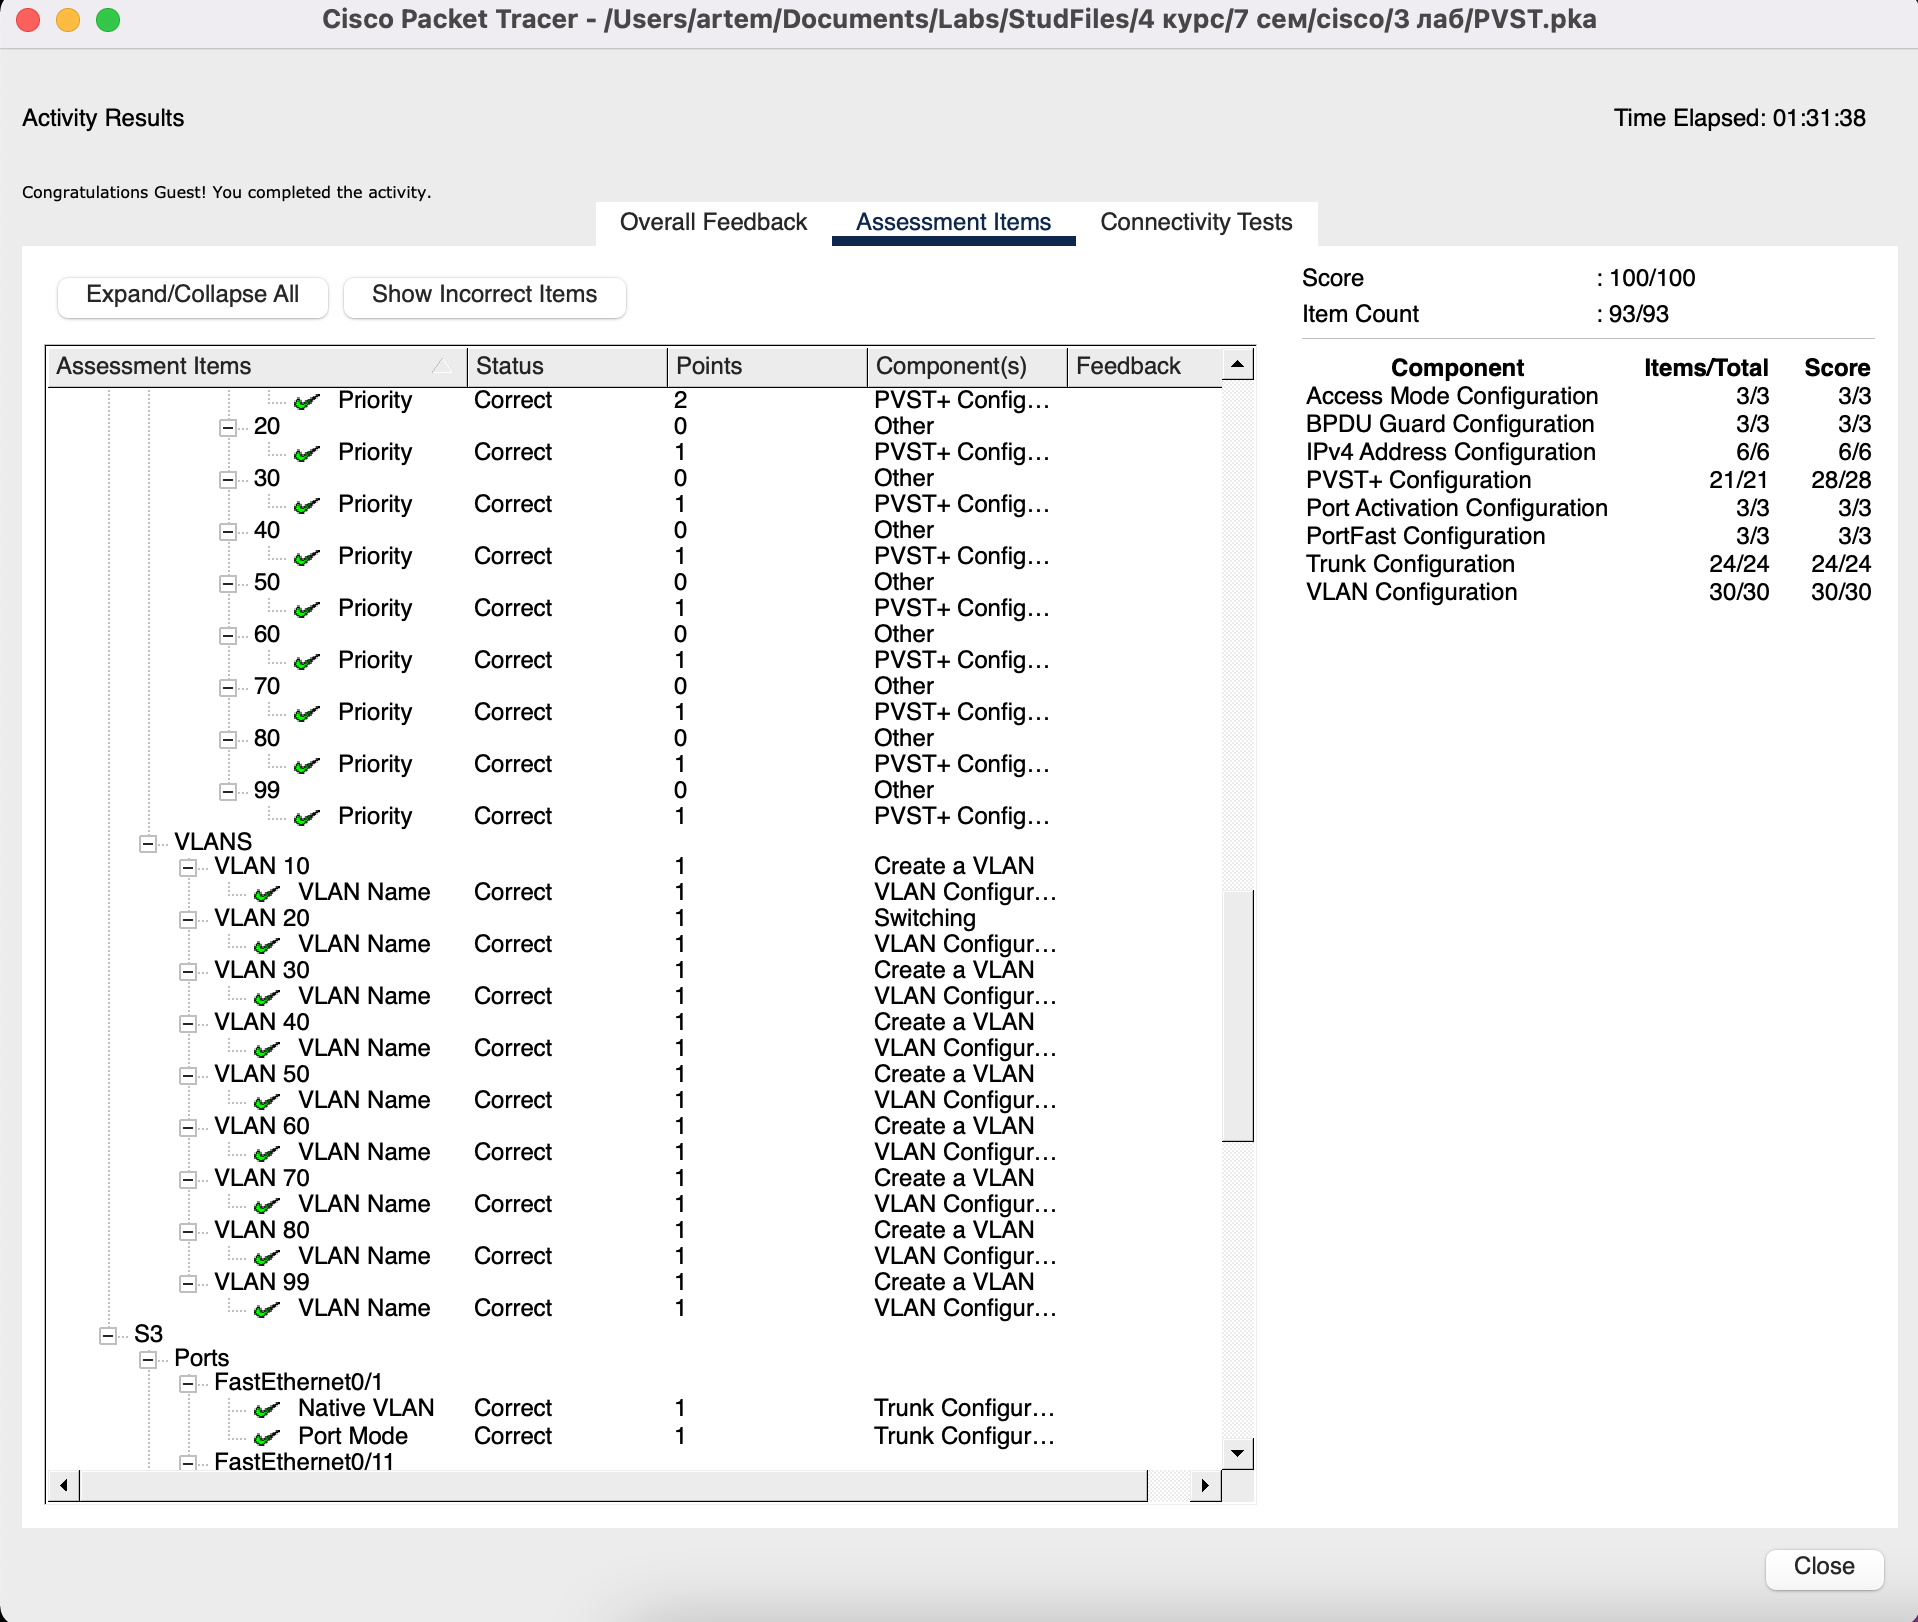 Cisco Packet Tracer - /Users/artem/Documents/Labs/StudFiles/4 курс/7 сем/cisco/3 лаб/PVST.pka
Activity Results
Time Elapsed: 01:31:38
Congratulations Guest! You completed the activity.
Overall Feedback Assessment Items Connectivity Tests
Expand/Collapse All Show Incorrect Items
Assessment Items Status Points Component(s) Feedback
Priority Correct 2 PVST+ Config...
20 0 Other
Priority Correct 1 PVST+ Config...
30 0 Other
Priority Correct 1 PVST+ Config...
40 0 Other
Priority Correct 1 PVST+ Config...
50 0 Other
Priority Correct 1 PVST+ Config...
60 0 Other
Priority Correct 1 PVST+ Config...
70 0 Other
Priority Correct 1 PVST+ Config...
80 0 Other
Priority Correct 1 PVST+ Config...
99 0 Other
Priority Correct 1 PVST+ Config...
VLANS
VLAN 10 1 Create a VLAN
VLAN Name Correct 1 VLAN Configur...
VLAN 20 1 Switching
VLAN Name Correct 1 VLAN Configur...
VLAN 30 1 Create a VLAN
VLAN Name Correct 1 VLAN Configur...
VLAN 40 1 Create a VLAN
VLAN Name Correct 1 VLAN Configur...
VLAN 50 1 Create a VLAN
VLAN Name Correct 1 VLAN Configur...
VLAN 60 1 Create a VLAN
VLAN Name Correct 1 VLAN Configur...
VLAN 70 1 Create a VLAN
VLAN Name Correct 1 VLAN Configur...
VLAN 80 1 Create a VLAN
VLAN Name Correct 1 VLAN Configur...
VLAN 99 1 Create a VLAN
VLAN Name Correct 1 VLAN Configur...
S3
Ports
FastEthernet0/1
Native VLAN Correct 1 Trunk Configur...
Port Mode Correct 1 Trunk Configur...
FastEthernet0/11
Score : 100/100
Item Count : 93/93
Component Items/Total Score
Access Mode Configuration 3/3 3/3
BPDU Guard Configuration 3/3 3/3
IPv4 Address Configuration 6/6 6/6
PVST+ Configuration 21/21 28/28
Port Activation Configuration 3/3 3/3
PortFast Configuration 3/3 3/3
Trunk Configuration 24/24 24/24
VLAN Configuration 30/30 30/30
Close